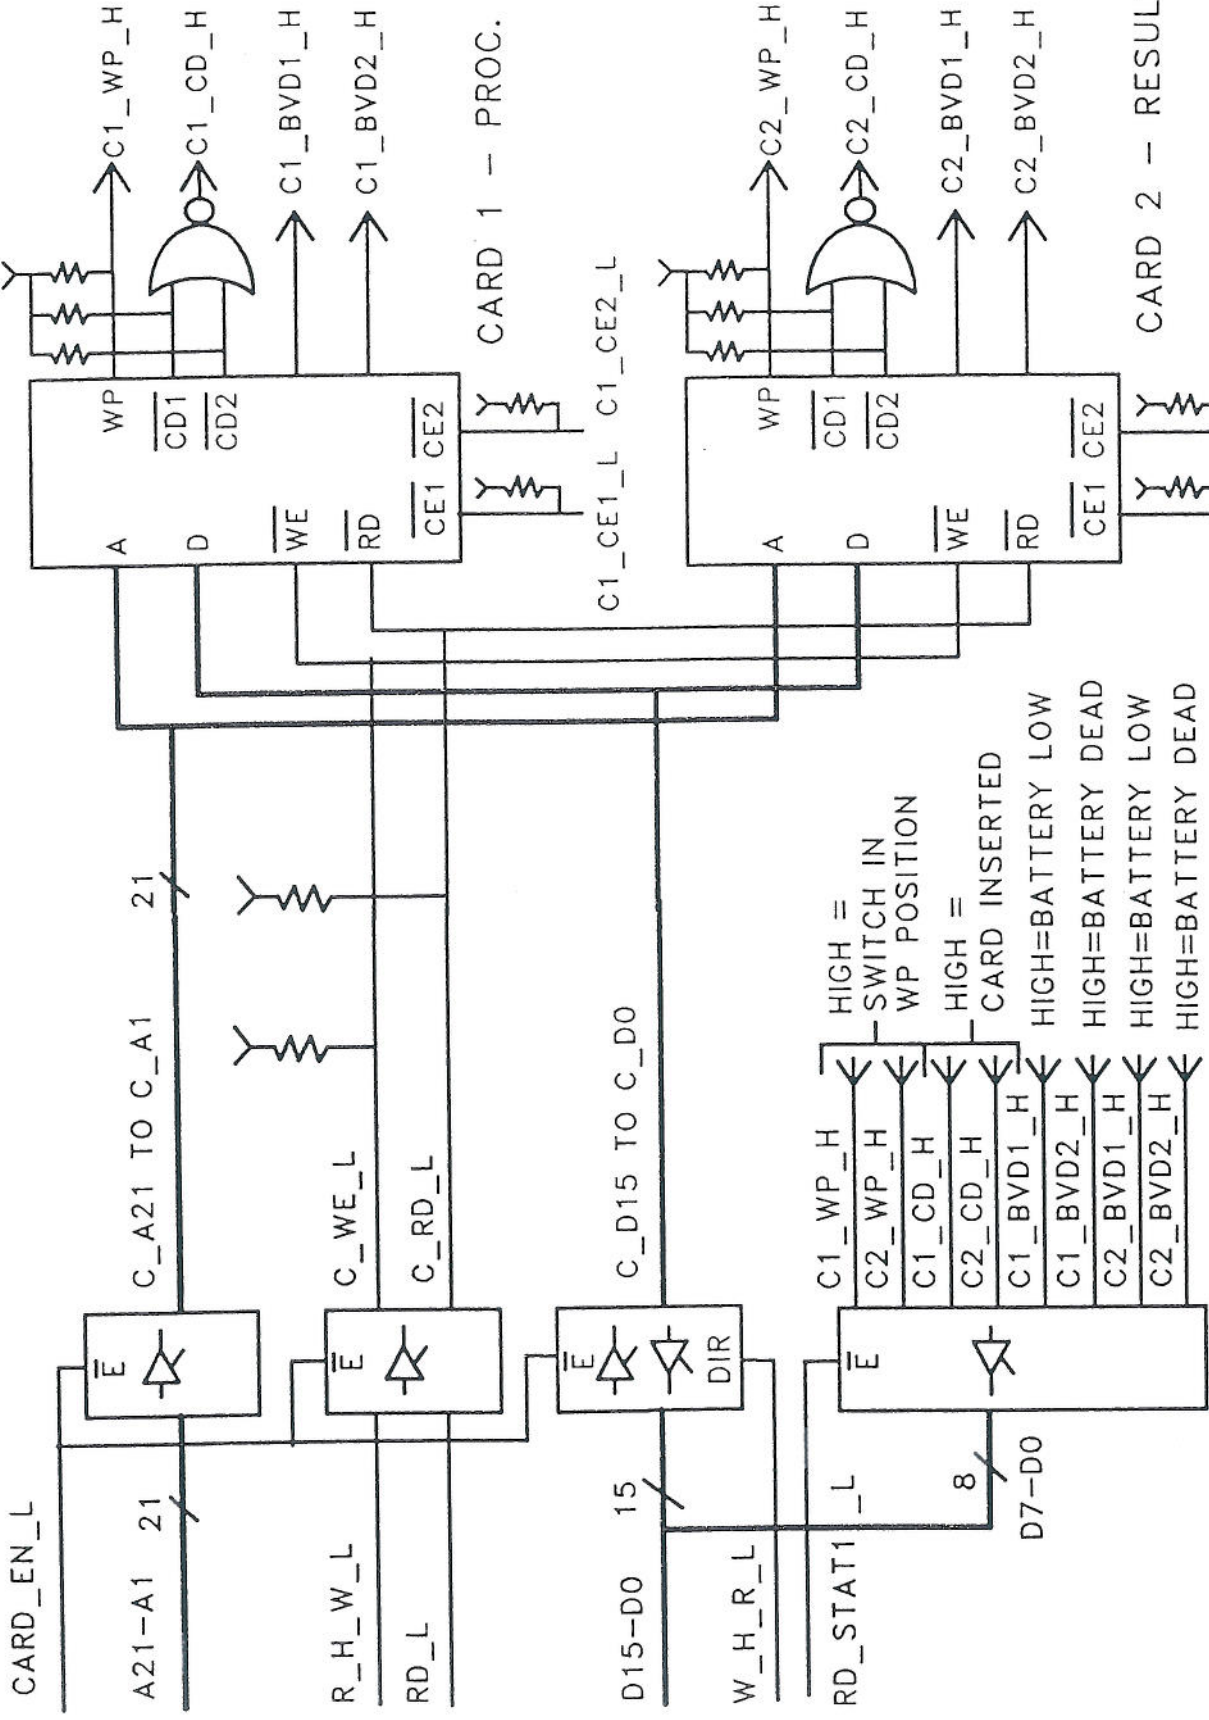 CARD_EN_L
A21-A1
21
R_H_W_L
RD_L
D15-D0
15
W_H_R_L
RD_STAT1_L
8
D7-D0
E
E
E
DIR
E
C_A21 TO C_A1
21
C_WE_L
C_RD_L
C_D15 TO C_D0
C1_WP_H
C2_WP_H
C1_CD_H
C2_CD_H
C1_BVD1_H
C1_BVD2_H
C2_BVD1_H
C2_BVD2_H
HIGH =
SWITCH IN
WP POSITION
HIGH =
CARD INSERTED
HIGH=BATTERY LOW
HIGH=BATTERY DEAD
HIGH=BATTERY LOW
HIGH=BATTERY DEAD
A
D
WE
RD
CE1
CE2
WP
CD1
CD2
C1_CE1_L
C1_CE2_L
C1_WP_H
C1_CD_H
C1_BVD1_H
C1_BVD2_H
CARD 1 - PROC.
A
D
WE
RD
CE1
CE2
WP
CD1
CD2
C2_WP_H
C2_CD_H
C2_BVD1_H
C2_BVD2_H
CARD 2 - RESUL